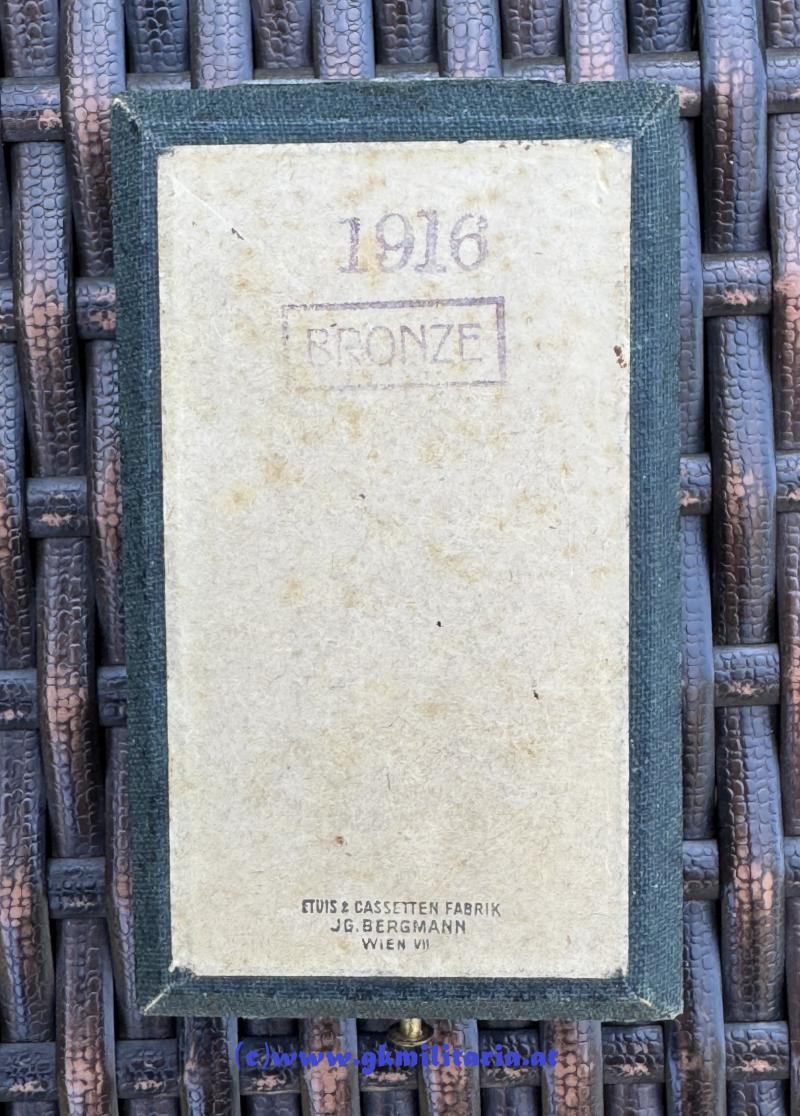 1916
BRONZE
ETUIS & CASSETTEN FABRIK
JG. BERGMANN
WIEN VII
(c)www.gkmilitaria.at